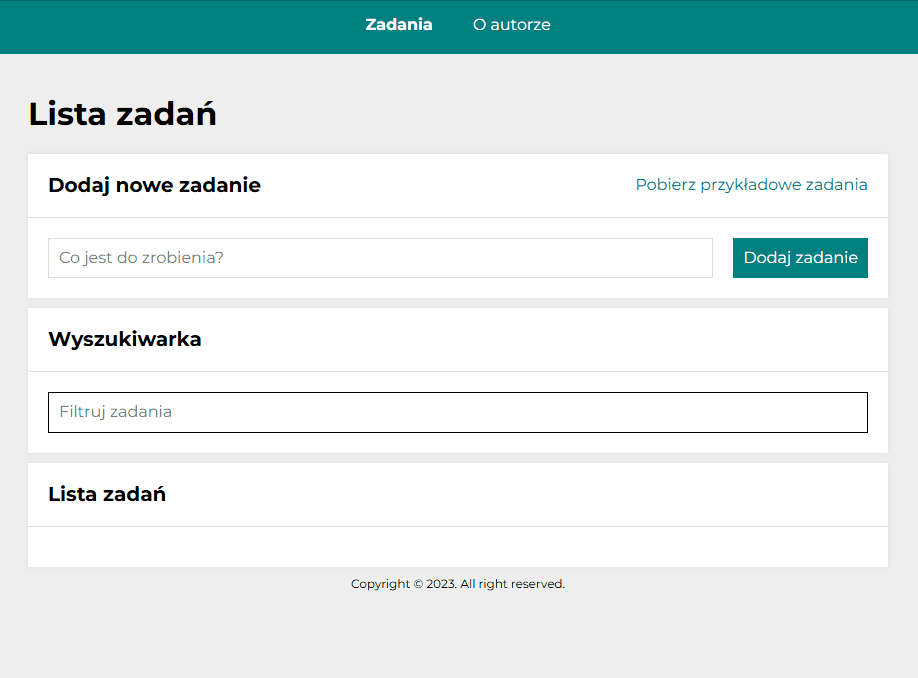 Zadania O autorze
Lista zadań
Dodaj nowe zadanie Pobierz przykładowe zadania
Co jest do zrobienia? Dodaj zadanie
Wyszukiwarka
Filtruj zadania
Lista zadań
Copyright © 2023. All right reserved.